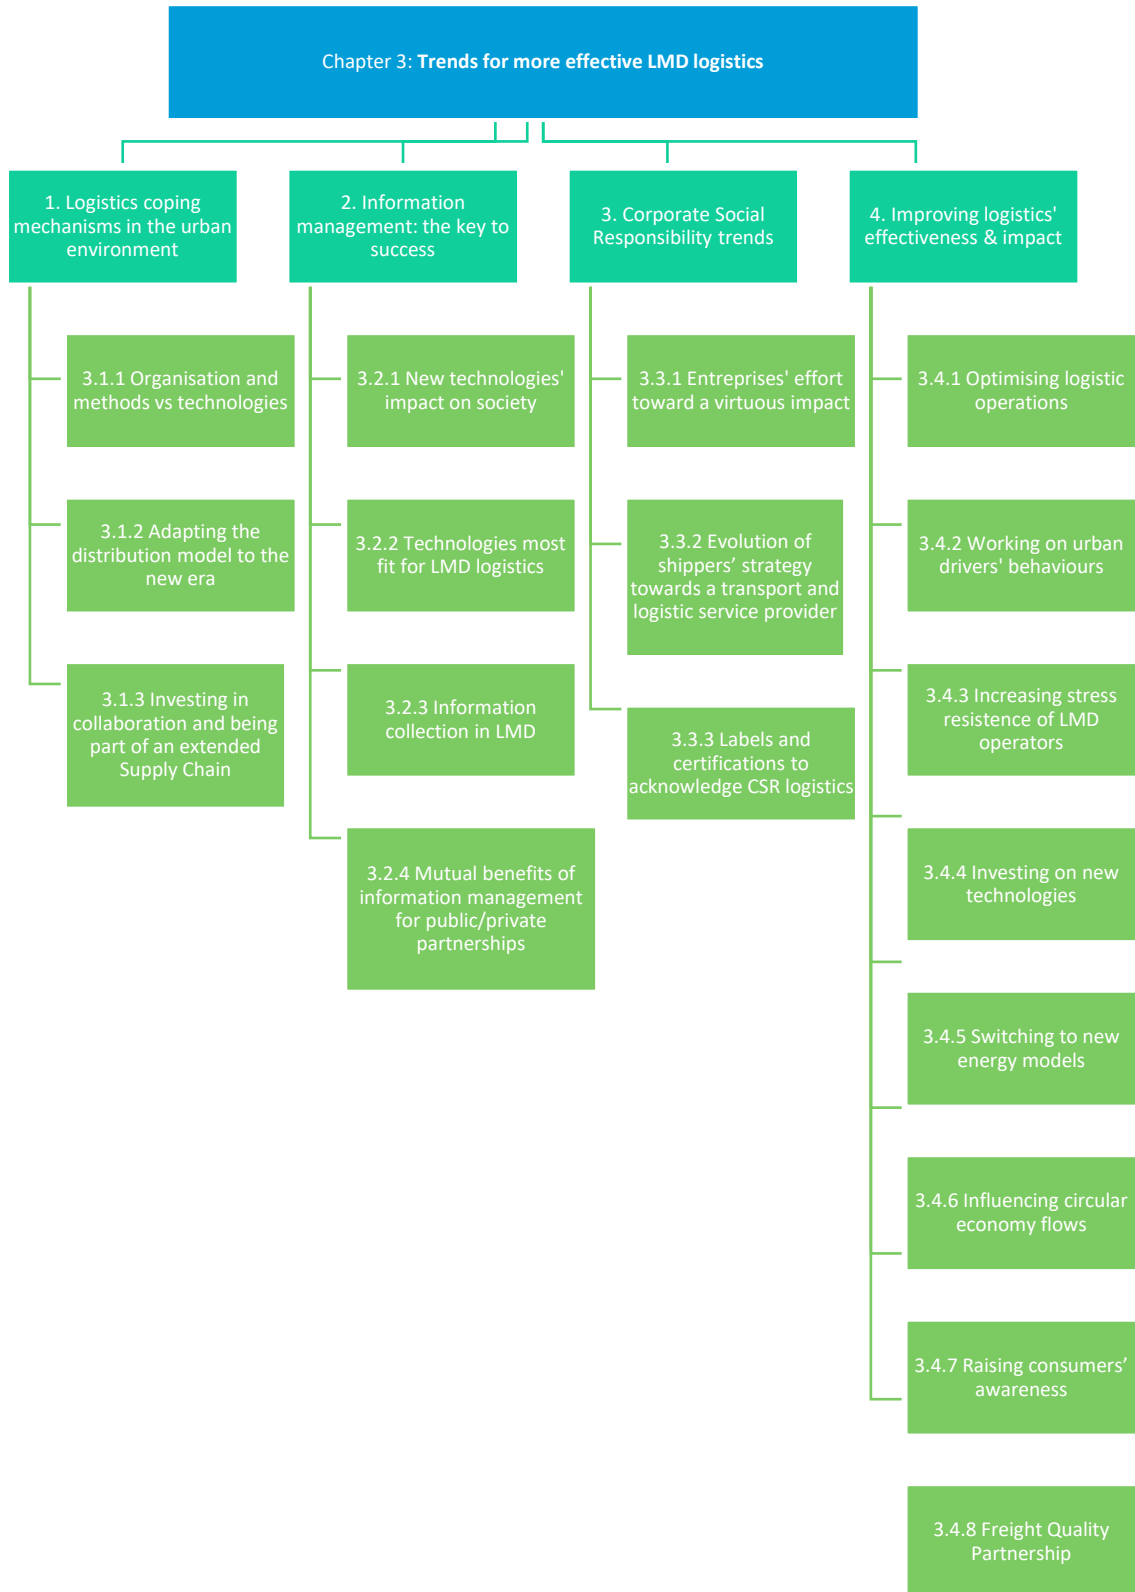 Chapter 3: Trends for more effective LMD logistics
1. Logistics coping
mechanisms in the urban
environment
3.1.1 Organisation and
methods vs technologies
3.1.2 Adapting the
distribution model to the
new era
3.1.3 Investing in
collaboration and being
part of an extended
Supply Chain
2. Information
management: the key to
success
3.2.1 New technologies'
impact on society
3.2.2 Technologies most
fit for LMD logistics
3.2.3 Information
collection in LMD
3.2.4 Mutual benefits of
information management
for public/private
partnerships
3. Corporate Social
Responsibility trends
3.3.1 Entreprises' effort
toward a virtuous impact
3.3.2 Evolution of
shippers’ strategy
towards a transport and
logistic service provider
3.3.3 Labels and
certifications to
acknowledge CSR logistics
4. Improving logistics'
effectiveness & impact
3.4.1 Optimising logistic
operations
3.4.2 Working on urban
drivers' behaviours
3.4.3 Increasing stress
resistence of LMD
operators
3.4.4 Investing on new
technologies
3.4.5 Switching to new
energy models
3.4.6 Influencing circular
economy flows
3.4.7 Raising consumers’
awareness
3.4.8 Freight Quality
Partnership